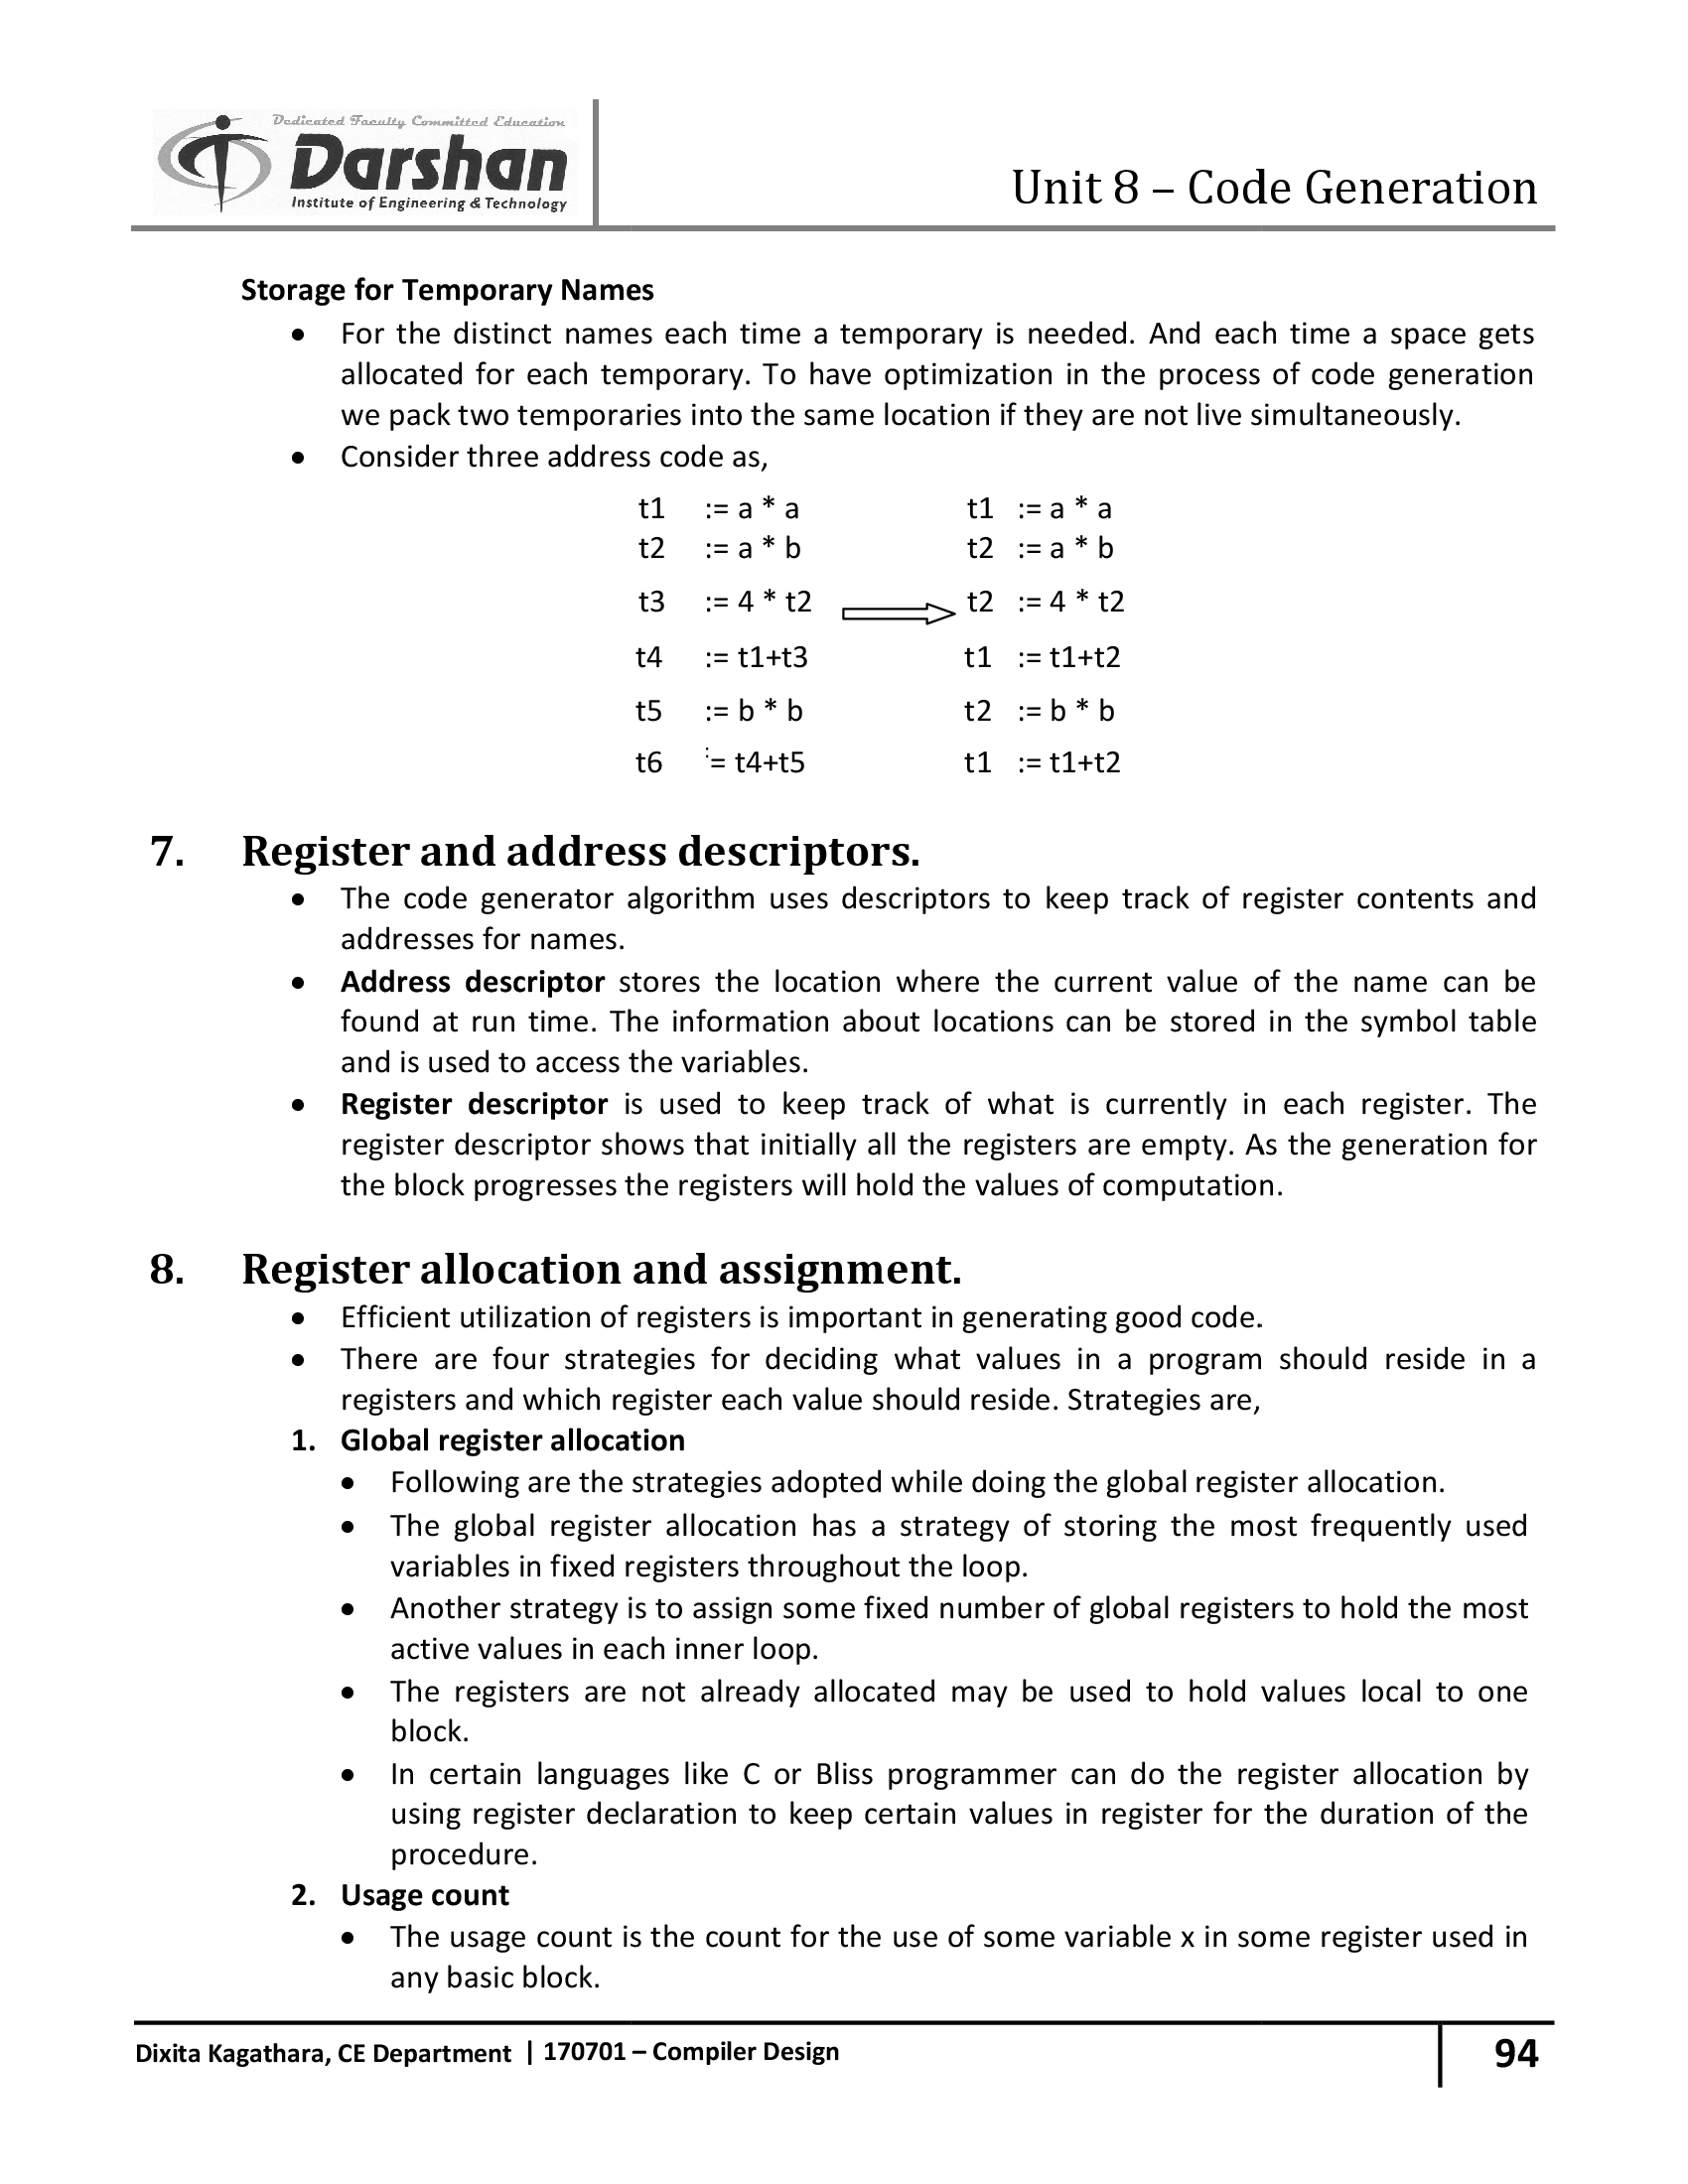 Dedicated Faculty Committed Education
Darshan
Institute of Engineering & Technology
Unit 8 – Code Generation
Storage for Temporary Names
• For the distinct names each time a temporary is needed. And each time a space gets
allocated for each temporary. To have optimization in the process of code generation
we pack two temporaries into the same location if they are not live simultaneously.
• Consider three address code as,
t1 := a * a t1 := a * a
t2 := a * b t2 := a * b
t3 := 4 * t2 t2 := 4 * t2
t4 := t1+t3 t1 := t1+t2
t5 := b * b t2 := b * b
t6 := t4+t5 t1 := t1+t2
7. Register and address descriptors.
• The code generator algorithm uses descriptors to keep track of register contents and
addresses for names.
• Address descriptor stores the location where the current value of the name can be
found at run time. The information about locations can be stored in the symbol table
and is used to access the variables.
• Register descriptor is used to keep track of what is currently in each register. The
register descriptor shows that initially all the registers are empty. As the generation for
the block progresses the registers will hold the values of computation.
8. Register allocation and assignment.
• Efficient utilization of registers is important in generating good code.
• There are four strategies for deciding what values in a program should reside in a
registers and which register each value should reside. Strategies are,
1. Global register allocation
• Following are the strategies adopted while doing the global register allocation.
• The global register allocation has a strategy of storing the most frequently used
variables in fixed registers throughout the loop.
• Another strategy is to assign some fixed number of global registers to hold the most
active values in each inner loop.
• The registers are not already allocated may be used to hold values local to one
block.
• In certain languages like C or Bliss programmer can do the register allocation by
using register declaration to keep certain values in register for the duration of the
procedure.
2. Usage count
• The usage count is the count for the use of some variable x in some register used in
any basic block.
Dixita Kagathara, CE Department | 170701 – Compiler Design
94